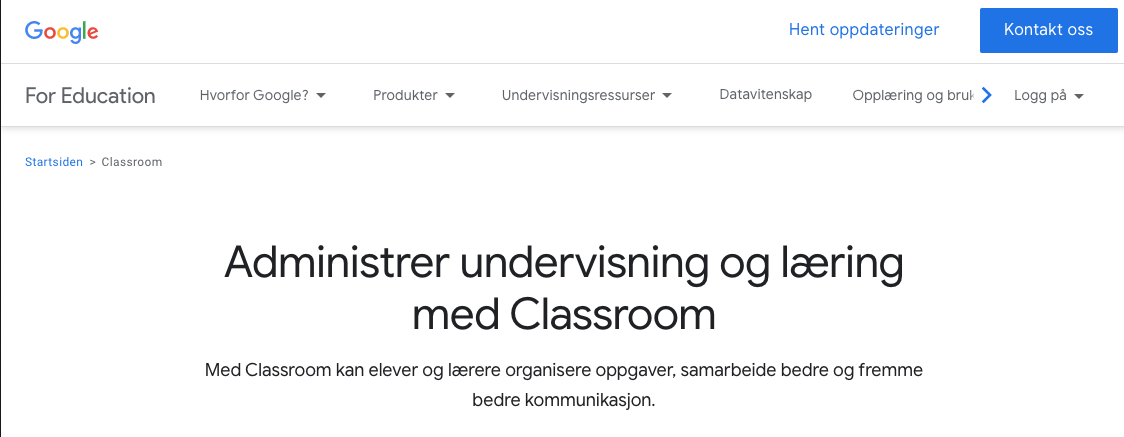 Google
Hent oppdateringer
Kontakt oss
For Education
Hvorfor Google?
Produkter
Undervisningsressurser
Datavitenskap
Opplæring og
Logg på
Startsiden > Classroom
Administrer undervisning og læring
med Classroom
Med Classroom kan elever og lærere organisere oppgaver, samarbeide bedre og fremme
bedre kommunikasjon.